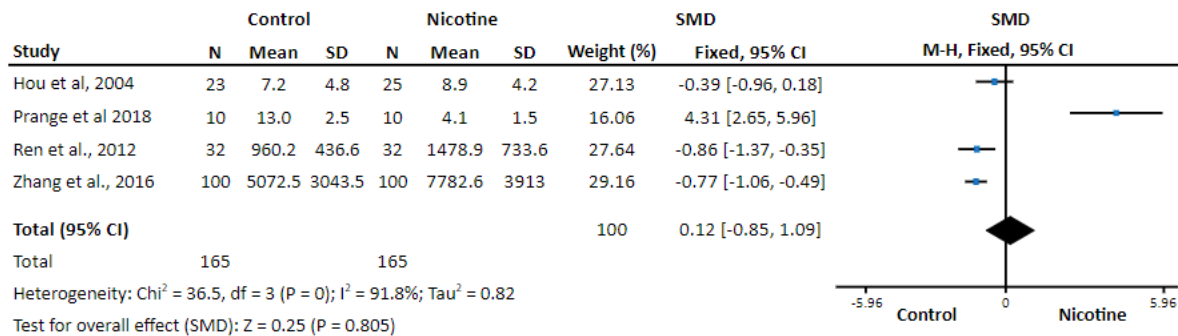 Control Nicotine SMD SMD
Study N Mean SD N Mean SD Weight (%) Fixed, 95% CI M-H, Fixed, 95% CI
Hou et al, 2004 23 7.2 4.8 25 8.9 4.2 27.13 -0.39 [-0.96, 0.18]
Prange et al 2018 10 13.0 2.5 10 4.1 1.5 16.06 4.31 [2.65, 5.96]
Ren et al., 2012 32 960.2 436.6 32 1478.9 733.6 27.64 -0.86 [-1.37, -0.35]
Zhang et al., 2016 100 5072.5 3043.5 100 7782.6 3913 29.16 -0.77 [-1.06, -0.49]
Total (95% CI) 100 0.12 [-0.85, 1.09]
Total 165 165
Heterogeneity: Chi² = 36.5, df = 3 (P = 0); I² = 91.8%; Tau² = 0.82
-5.96 0 5.96
Control Nicotine
Test for overall effect (SMD): Z = 0.25 (P = 0.805)